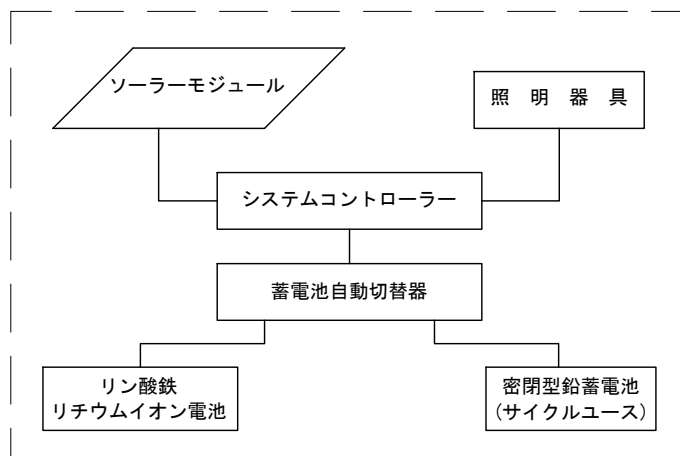 ソーラーモジュール
照 明 器 具
システムコントローラー
蓄電池自動切替器
リン酸鉄
リチウムイオン電池
密閉型鉛蓄電池
(サイクルユース)